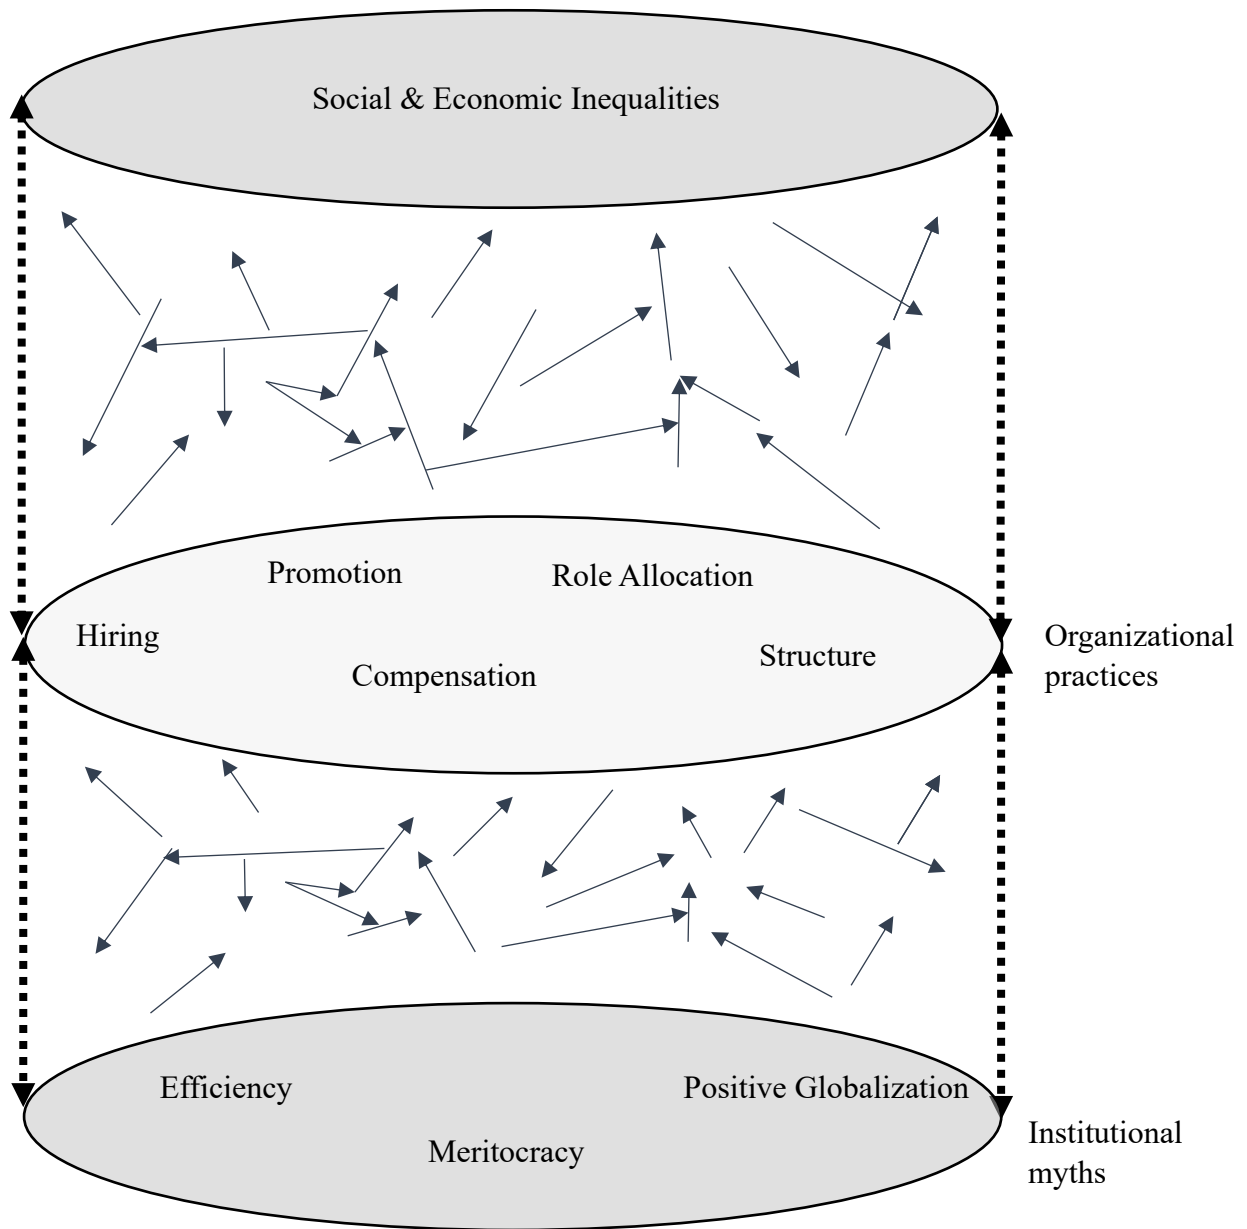 Social & Economic Inequalities
Promotion
Role Allocation
Hiring
Compensation
Structure
Organizational
practices
Efficiency
Positive Globalization
Meritocracy
Institutional
myths